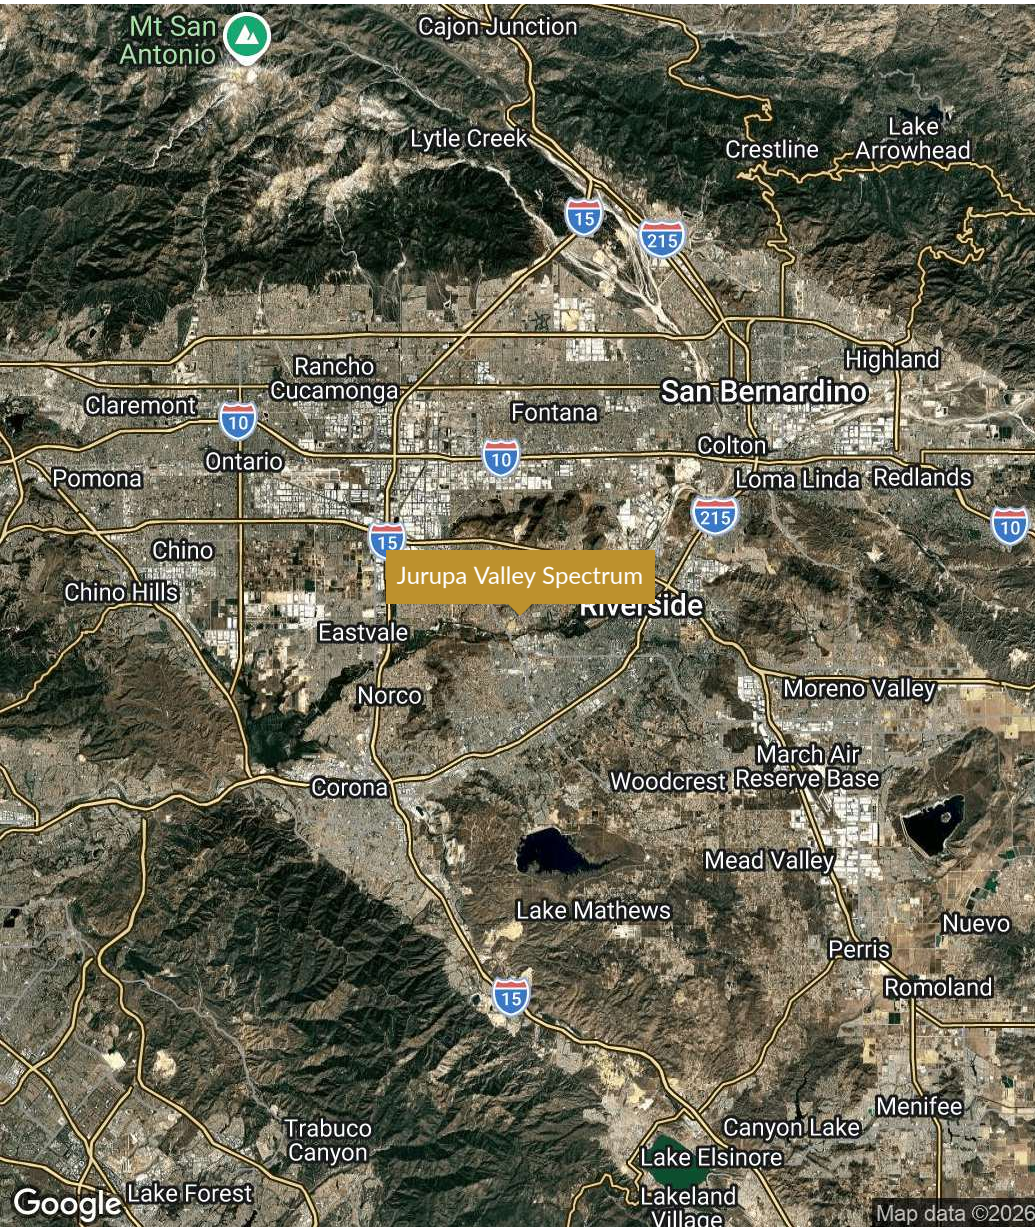 Mt San
Antonio
Cajon Junction
Lytle Creek
Crestline
Lake
Arrowhead
15
215
Rancho
Cucamonga
Highland
San Bernardino
Claremont
10
Fontana
Ontario
10
Colton
Pomona
Loma Linda
Redlands
215
10
15
Chino
Jurupa Valley Spectrum
Chino Hills
Riverside
Eastvale
Norco
Moreno Valley
March Air
Reserve Base
Woodcrest
Corona
Mead Valley
Lake Mathews
Nuevo
Perris
Romoland
15
Menifee
Trabuco
Canyon
Canyon Lake
Lake Elsinore
Lake Forest
Lakeland
Village
Google
Map data ©2026